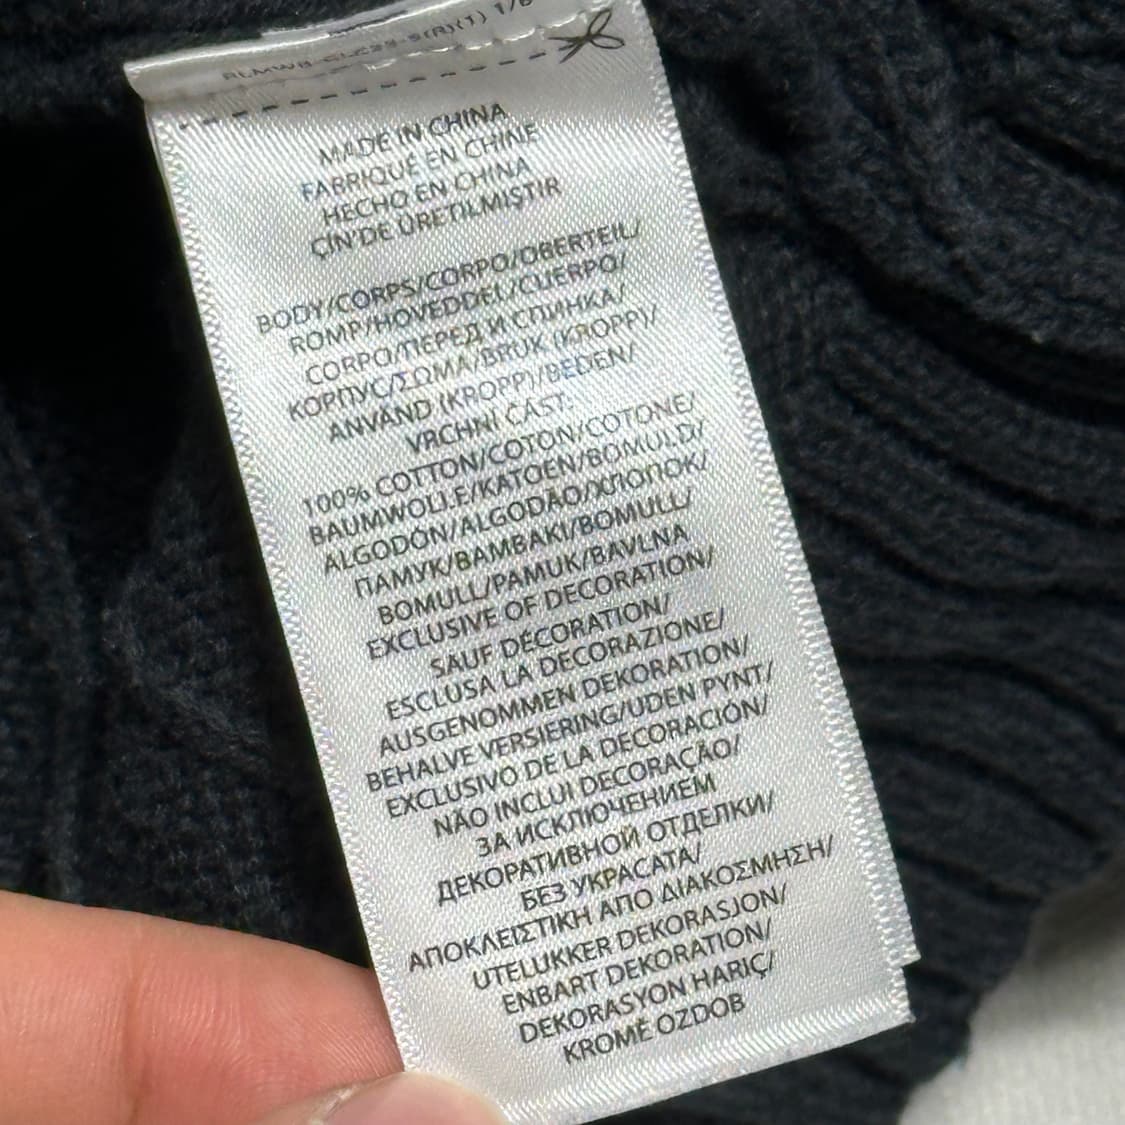 MADE IN CHINA
FABRIQUÉ EN CHINE
HECHO EN CHINA
ÇİN'DE ÜRETİLMİŞTİR
BODY/CORPS/CORPO/OBERTEIL/
ROMP/HOVEDDEL/CUERPO/
CORPO/ПЕРЕД И СПИНКА/
КОРПУС/ΣΩΜΑ/BRUK (KROPP)/
ANVÄND (KROPP)/BEDEN/
VRCHNÍ ČÁST:
100% COTTON/COTON/COTONE/
BAUMWOLLE/KATOEN/BOMULD/
ALGODÓN/ALGODÃO/ХЛОПОК/
ПАМУК/ΒΑΜΒΑΚΙ/BOMULL/
BOMULL/PAMUK/BAVLNA
EXCLUSIVE OF DECORATION/
SAUF DÉCORATION/
ESCLUSA LA DECORAZIONE/
AUSGENOMMEN DEKORATION/
BEHALVE VERSIERING/UDEN PYNT/
EXCLUSIVO DE LA DECORACIÓN/
NÃO INCLUI DECORAÇÃO/
ЗА ИСКЛЮЧЕНИЕМ
ДЕКОРАТИВНОЙ ОТДЕЛКИ/
БЕЗ УКРАСАТА/
ΑΠΟΚΛΕΙΣΤΙΚΗ ΑΠΟ ΔΙΑΚΟΣΜΗΣΗ/
UTELUKKER DEKORASJON/
ENBART DEKORATION/
DEKORASYON HARİÇ/
KROMĚ OZDOB